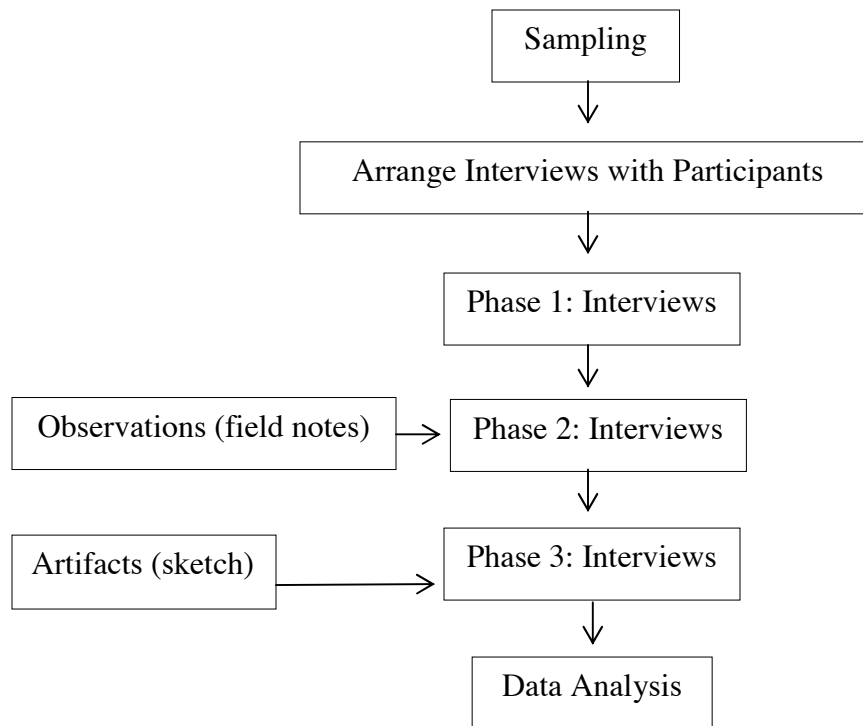 Sampling
Arrange Interviews with Participants
Phase 1: Interviews
Observations (field notes)
Phase 2: Interviews
Artifacts (sketch)
Phase 3: Interviews
Data Analysis